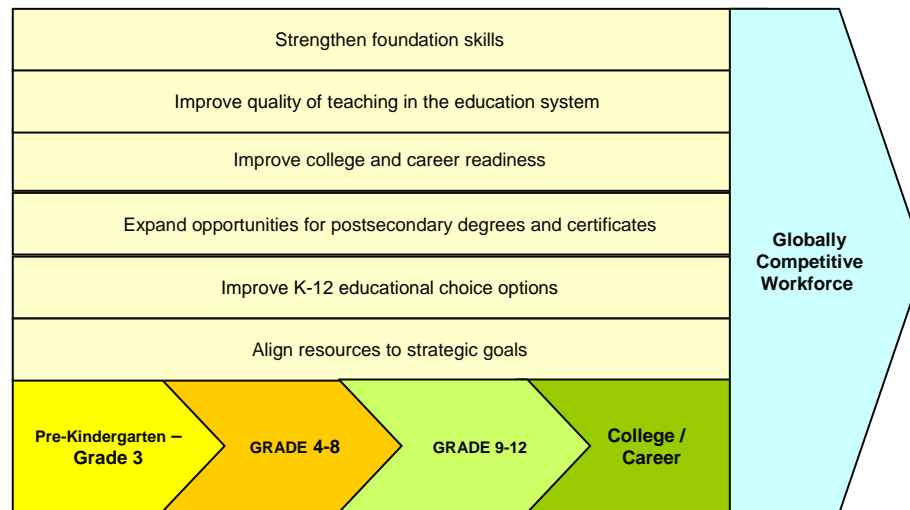 Strengthen foundation skills
Improve quality of teaching in the education system
Improve college and career readiness
Expand opportunities for postsecondary degrees and certificates
Improve K-12 educational choice options
Align resources to strategic goals
Globally
Competitive
Workforce
Pre-Kindergarten –
Grade 3
GRADE 4-8
GRADE 9-12
College /
Career